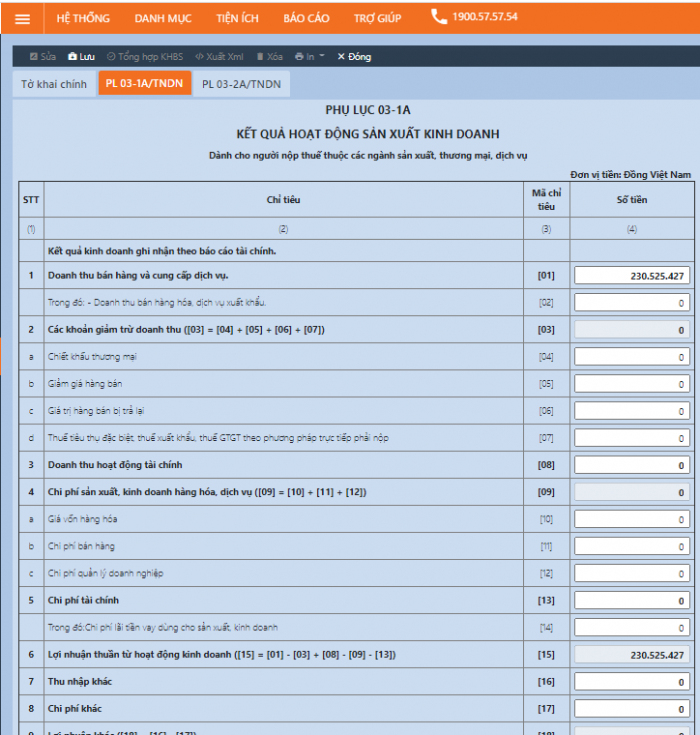 HỆ THỐNG DANH MỤC TIỆN ÍCH BÁO CÁO TRỢ GIÚP 1900.57.57.54
Sửa Lưu Tổng hợp KHBS Xuất Xml Xóa In Đóng
Tờ khai chính PL 03-1A/TNDN PL 03-2A/TNDN
PHỤ LỤC 03-1A
KẾT QUẢ HOẠT ĐỘNG SẢN XUẤT KINH DOANH
Dành cho người nộp thuế thuộc các ngành sản xuất, thương mại, dịch vụ
Đơn vị tiền: Đồng Việt Nam
STT Chỉ tiêu Mã chỉ tiêu Số tiền
(1) (2) (3) (4)
Kết quả kinh doanh ghi nhận theo báo cáo tài chính.
1 Doanh thu bán hàng và cung cấp dịch vụ. [01] 230.525.427
Trong đó: - Doanh thu bán hàng hóa, dịch vụ xuất khẩu. [02] 0
2 Các khoản giảm trừ doanh thu ([03] = [04] + [05] + [06] + [07]) [03] 0
a Chiết khấu thương mại [04] 0
b Giảm giá hàng bán [05] 0
c Giá trị hàng bán bị trả lại [06] 0
d Thuế tiêu thụ đặc biệt, thuế xuất khẩu, thuế GTGT theo phương pháp trực tiếp phải nộp [07] 0
3 Doanh thu hoạt động tài chính [08] 0
4 Chi phí sản xuất, kinh doanh hàng hóa, dịch vụ ([09] = [10] + [11] + [12]) [09] 0
a Giá vốn hàng hóa [10] 0
b Chi phí bán hàng [11] 0
c Chi phí quản lý doanh nghiệp [12] 0
5 Chi phí tài chính [13] 0
Trong đó:Chi phí lãi tiền vay dùng cho sản xuất, kinh doanh [14] 0
6 Lợi nhuận thuần từ hoạt động kinh doanh ([15] = [01] - [03] + [08] - [09] - [13]) [15] 230.525.427
7 Thu nhập khác [16] 0
8 Chi phí khác [17] 0
9 Lợi nhuận khác ([18] = [16] - [17]) [18] 0